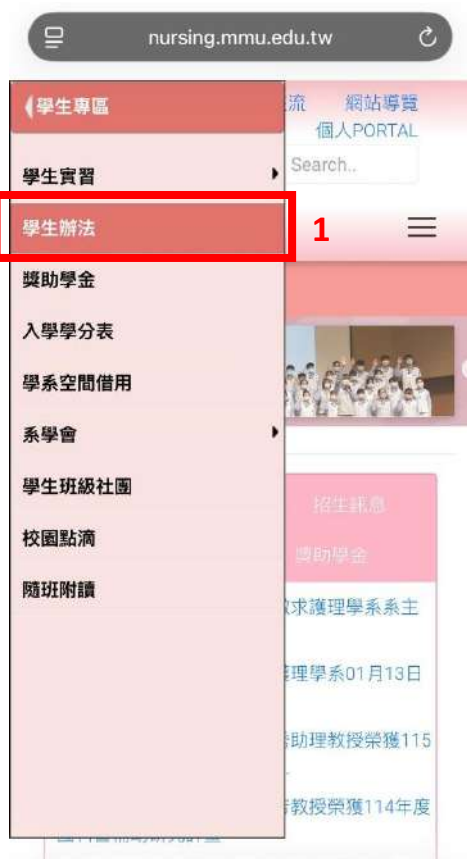 nursing.mmu.edu.tw
學生專區
流 網站導覽
個人PORTAL
Search..
學生實習
學生辦法
1
獎助學金
入學學分表
學系空間借用
系學會
學生班級社團
校園點滴
隨班附讀
招生訊息
獎助學金
求護理學系系主
理學系01月13日
助理教授榮獲115
教授榮獲114年度